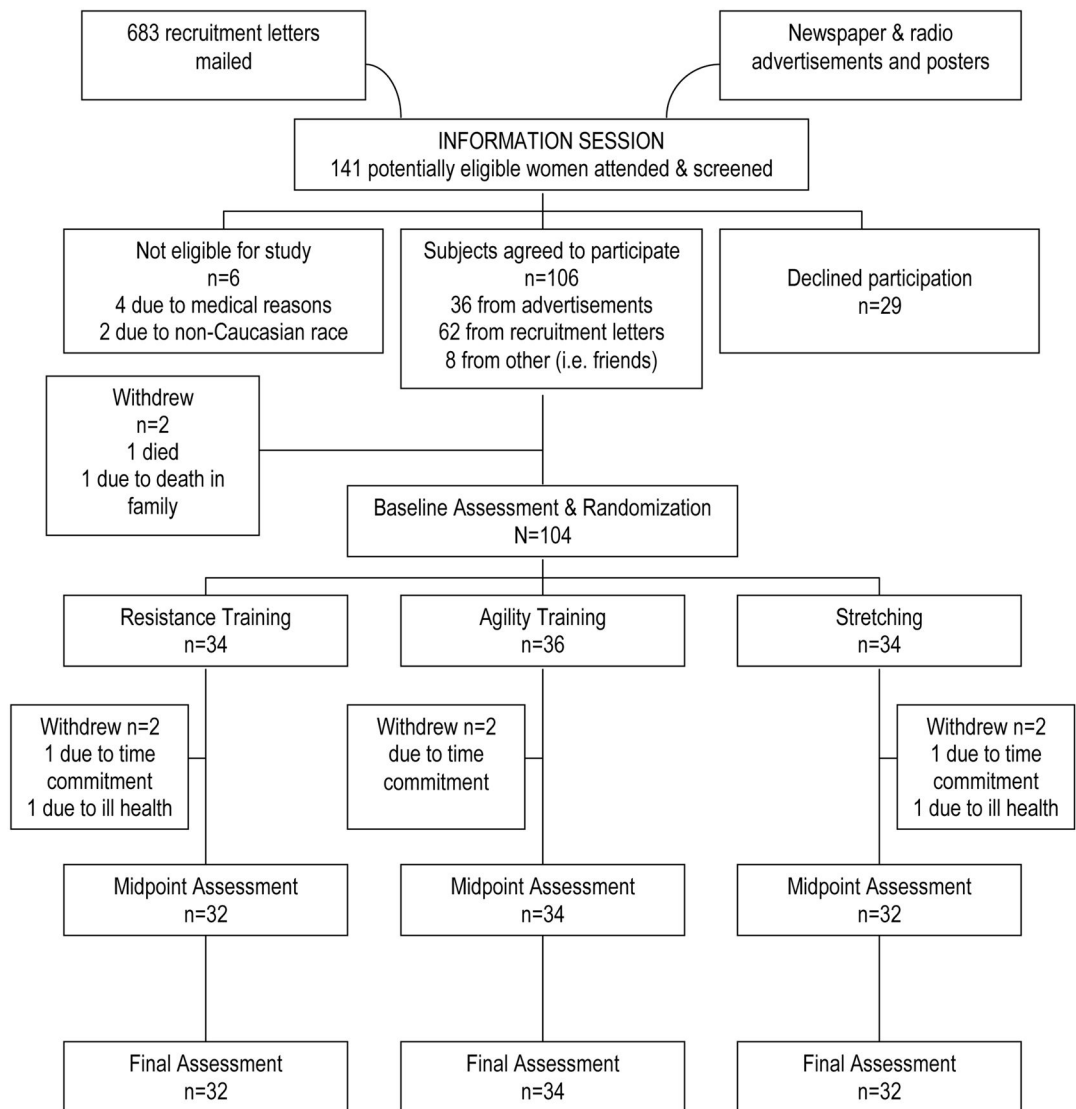 683 recruitment letters
mailed
Newspaper & radio
advertisements and posters
INFORMATION SESSION
141 potentially eligible women attended & screened
Not eligible for study
n=6
4 due to medical reasons
2 due to non-Caucasian race
Subjects agreed to participate
n=106
36 from advertisements
62 from recruitment letters
8 from other (i.e. friends)
Declined participation
n=29
Withdrew
n=2
1 died
1 due to death in
family
Baseline Assessment & Randomization
N=104
Resistance Training
n=34
Agility Training
n=36
Stretching
n=34
Withdrew n=2
1 due to time
commitment
1 due to ill health
Withdrew n=2
due to time
commitment
Withdrew n=2
1 due to time
commitment
1 due to ill health
Midpoint Assessment
n=32
Midpoint Assessment
n=34
Midpoint Assessment
n=32
Final Assessment
n=32
Final Assessment
n=34
Final Assessment
n=32